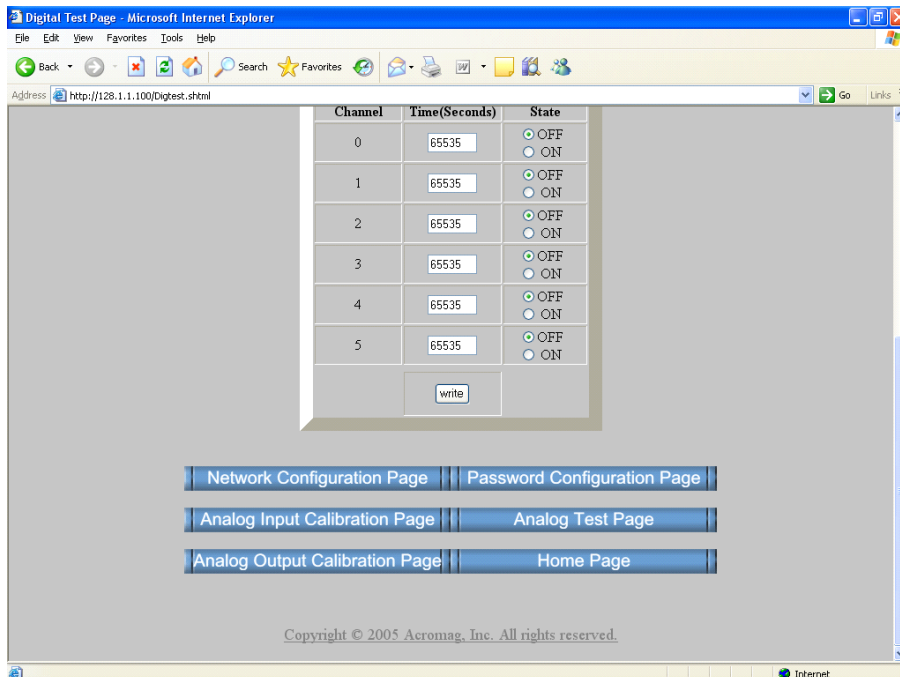 Digital Test Page - Microsoft Internet Explorer
File Edit View Favorites Tools Help
Back Search Favorites
Address http://128.1.1.100/Digtest.shtml Go Links
Channel Time(Seconds) State
0 65535 OFF
ON
1 65535 OFF
ON
2 65535 OFF
ON
3 65535 OFF
ON
4 65535 OFF
ON
5 65535 OFF
ON
write
Network Configuration Page Password Configuration Page
Analog Input Calibration Page Analog Test Page
Analog Output Calibration Page Home Page
Copyright © 2005 Acromag, Inc. All rights reserved.
Internet